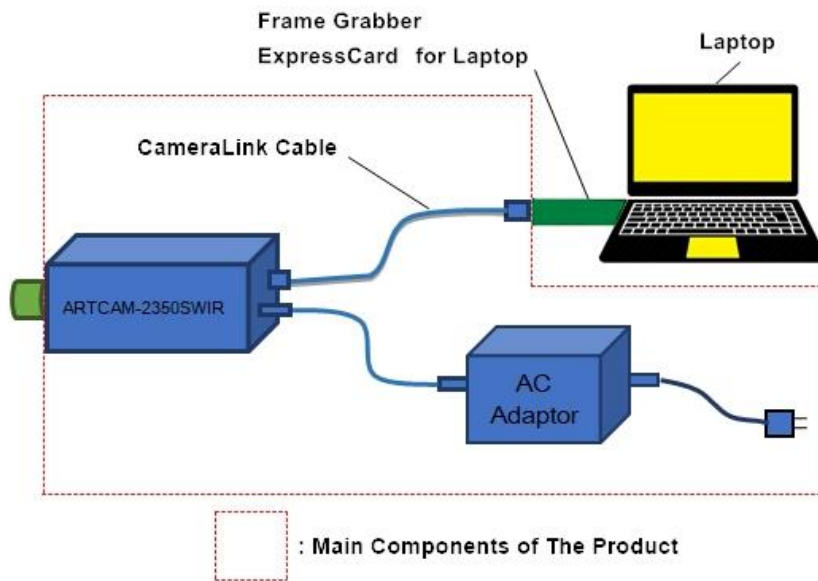 Frame Grabber
ExpressCard for Laptop
Laptop
CameraLink Cable
ARTCAM-2350SWIR
AC
Adaptor
: Main Components of The Product